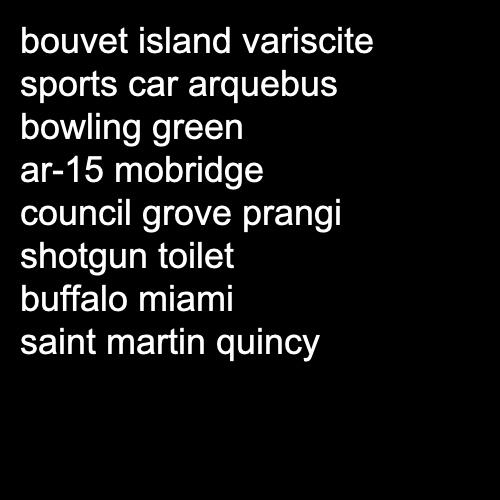 bouvet island variscite
sports car arquebus
bowling green
ar-15 mobridge
council grove prangi
shotgun toilet
buffalo miami
saint martin quincy